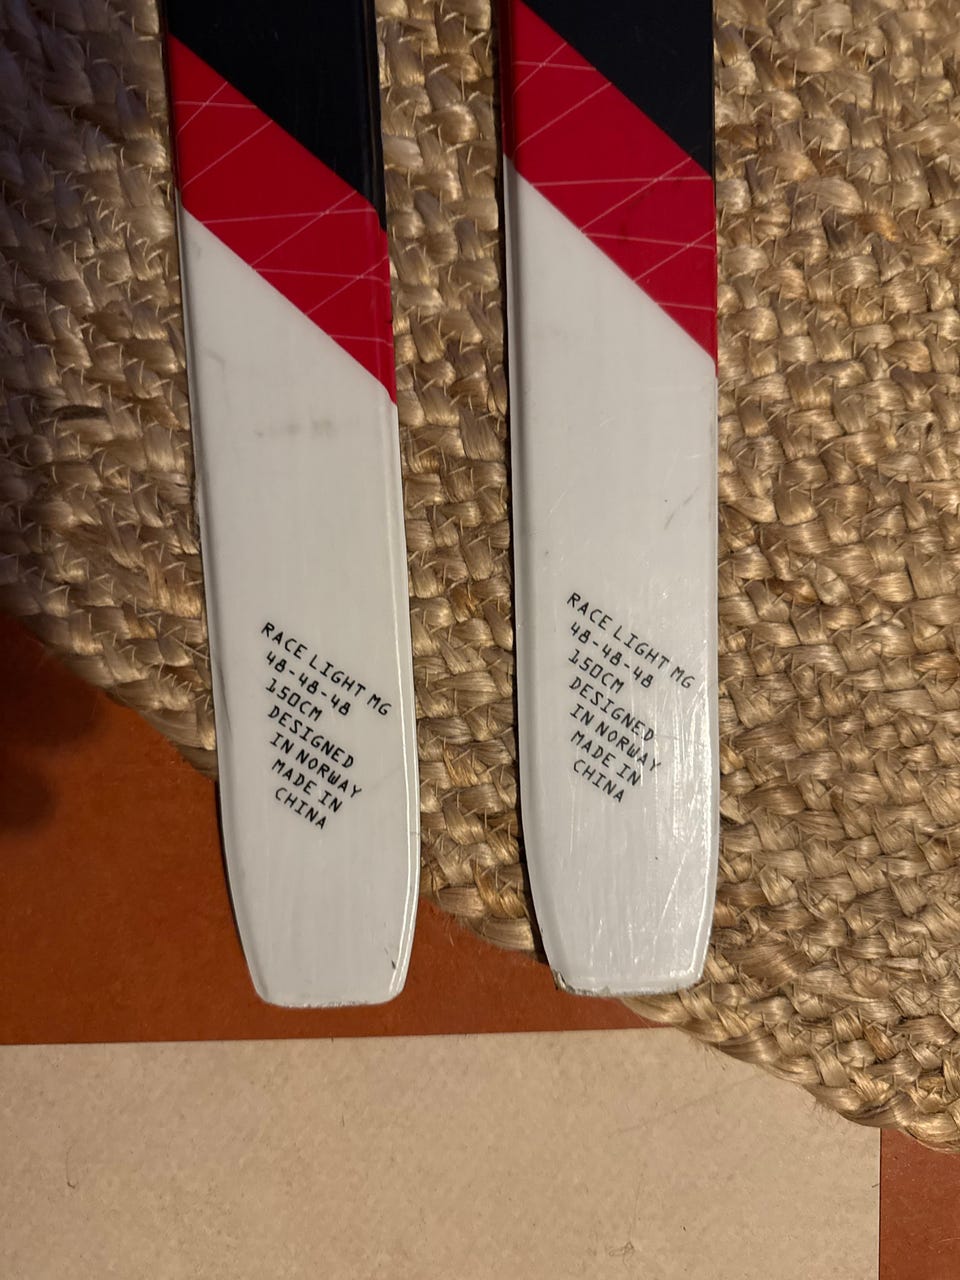 RACE LIGHT MG
48-48-48
150CM
DESIGNED
IN NORWAY
MADE IN
CHINA
RACE LIGHT MG
48-48-48
150CM
DESIGNED
IN NORWAY
MADE IN
CHINA